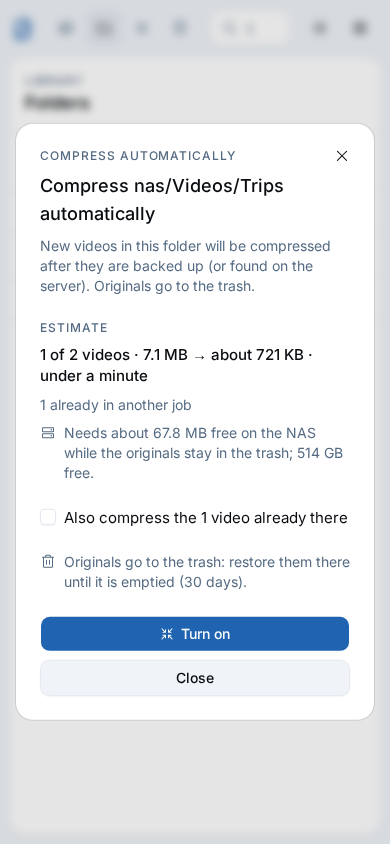 LIBRARY
Folders
COMPRESS AUTOMATICALLY
Compress nas/Videos/Trips
automatically
New videos in this folder will be compressed
after they are backed up (or found on the
server). Originals go to the trash.
ESTIMATE
1 of 2 videos · 7.1 MB → about 721 KB ·
under a minute
1 already in another job
Needs about 67.8 MB free on the NAS
while the originals stay in the trash; 514 GB
free.
Also compress the 1 video already there
Originals go to the trash: restore them there
until it is emptied (30 days).
Turn on
Close